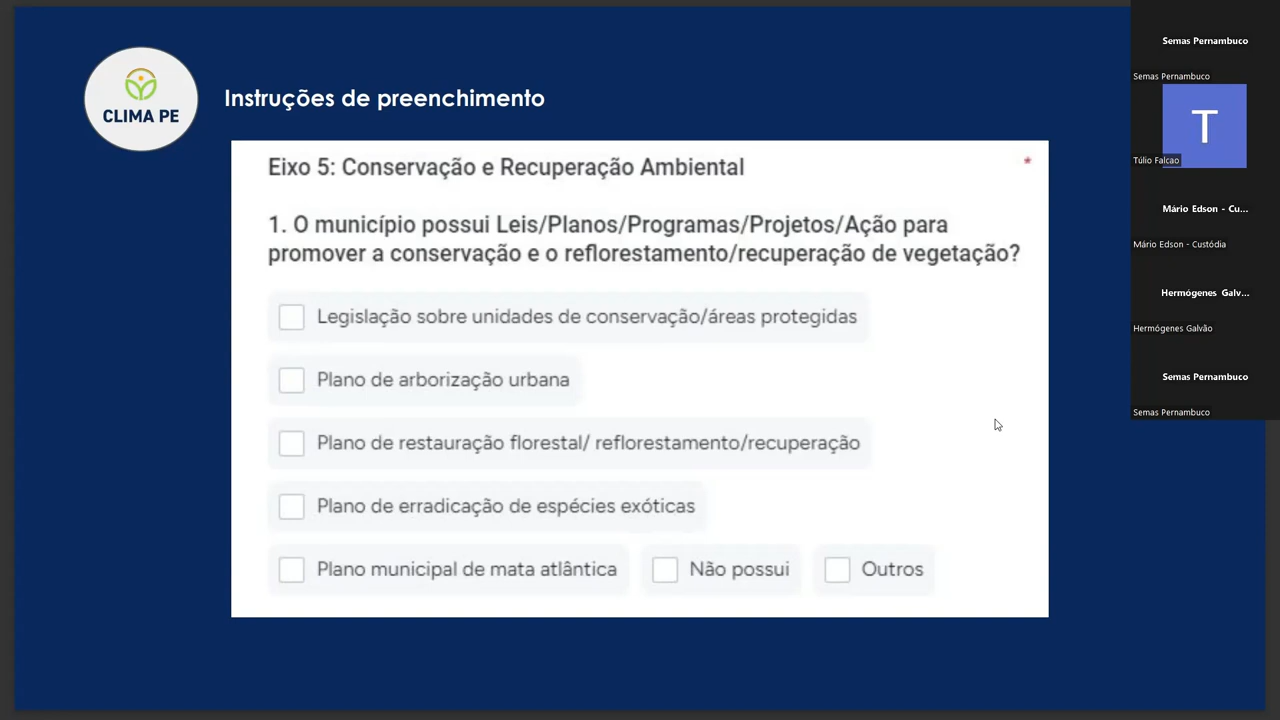 CLIMA PE
Instruções de preenchimento
Eixo 5: Conservação e Recuperação Ambiental *
1. O município possui Leis/Planos/Programas/Projetos/Ação para
promover a conservação e o reflorestamento/recuperação de vegetação?
Legislação sobre unidades de conservação/áreas protegidas
Plano de arborização urbana
Plano de restauração florestal/ reflorestamento/recuperação
Plano de erradicação de espécies exóticas
Plano municipal de mata atlântica
Não possui
Outros
Semas Pernambuco
Semas Pernambuco
T
Túlio Falcao
Mário Edson - Cu...
Mário Edson - Custódia
Hermógenes Galv...
Hermógenes Galvão
Semas Pernambuco
Semas Pernambuco